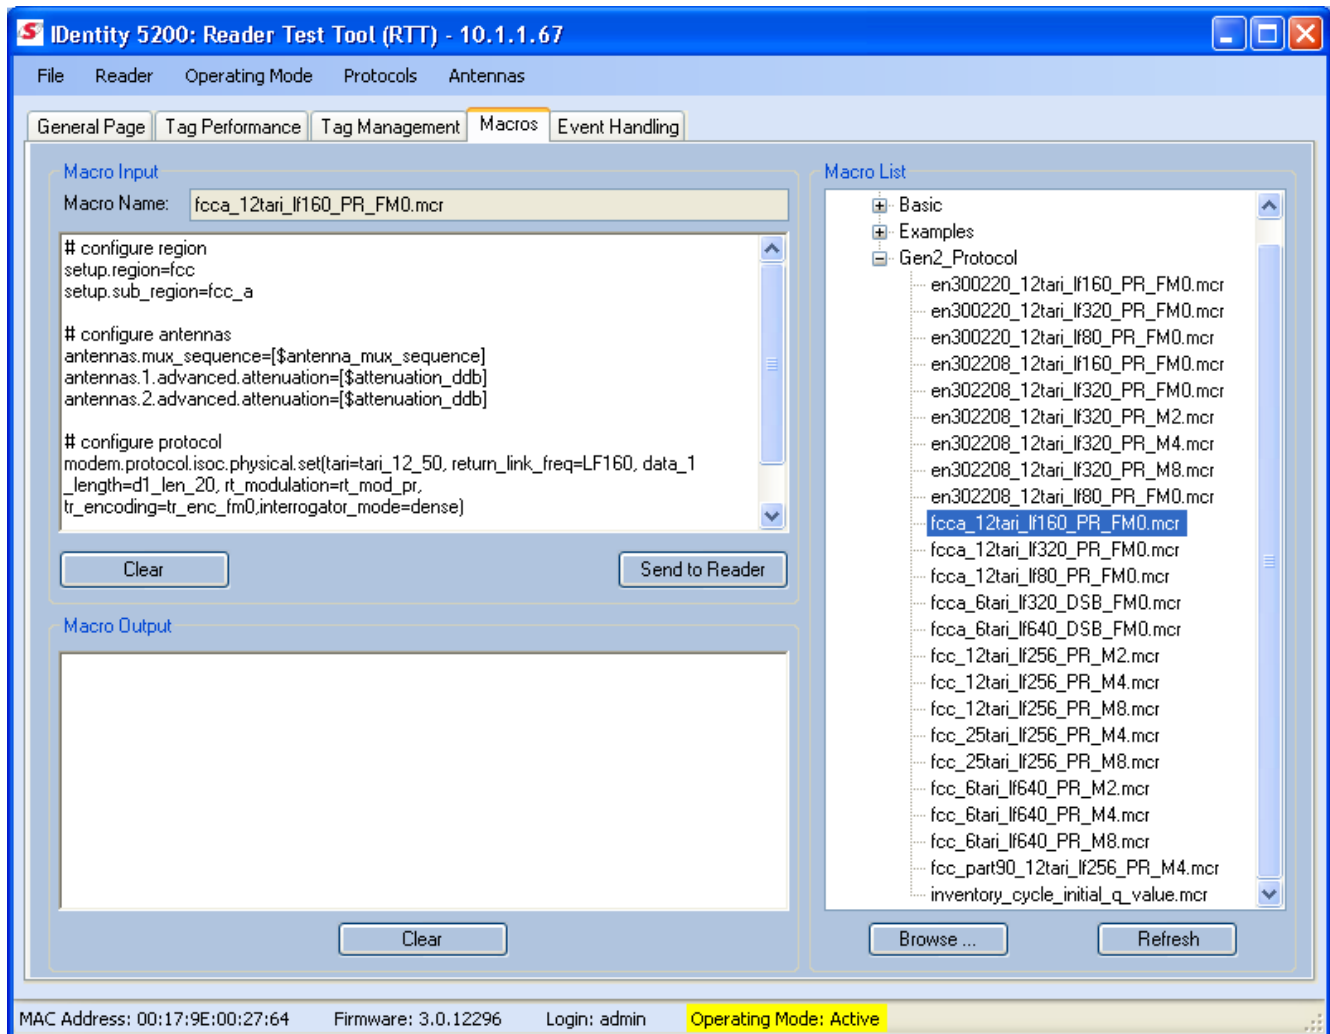 IDentity 5200: Reader Test Tool (RTT) - 10.1.1.67
File Reader Operating Mode Protocols Antennas
General Page Tag Performance Tag Management Macros Event Handling
Macro Input
Macro Name: fcca_12tari_lf160_PR_FM0.mcr
# configure region
setup.region=fcc
setup.sub_region=fcc_a
# configure antennas
antennas.mux_sequence=[$antenna_mux_sequence]
antennas.1.advanced.attenuation=[$attenuation_ddb]
antennas.2.advanced.attenuation=[$attenuation_ddb]
# configure protocol
modem.protocol.isoc.physical.set(tari=tari_12_50, return_link_freq=LF160, data_1
_length=d1_len_20, rt_modulation=rt_mod_pr,
tr_encoding=tr_enc_fm0,interrogator_mode=dense)
Clear Send to Reader
Macro Output
Clear
Macro List
Basic
Examples
Gen2_Protocol
en300220_12tari_lf160_PR_FM0.mcr
en300220_12tari_lf320_PR_FM0.mcr
en300220_12tari_lf80_PR_FM0.mcr
en302208_12tari_lf160_PR_FM0.mcr
en302208_12tari_lf320_PR_FM0.mcr
en302208_12tari_lf320_PR_M2.mcr
en302208_12tari_lf320_PR_M4.mcr
en302208_12tari_lf320_PR_M8.mcr
en302208_12tari_lf80_PR_FM0.mcr
fcca_12tari_lf160_PR_FM0.mcr
fcca_12tari_lf320_PR_FM0.mcr
fcca_12tari_lf80_PR_FM0.mcr
fcca_6tari_lf320_DSB_FM0.mcr
fcca_6tari_lf640_DSB_FM0.mcr
fcc_12tari_lf256_PR_M2.mcr
fcc_12tari_lf256_PR_M4.mcr
fcc_12tari_lf256_PR_M8.mcr
fcc_25tari_lf256_PR_M4.mcr
fcc_25tari_lf256_PR_M8.mcr
fcc_6tari_lf640_PR_M2.mcr
fcc_6tari_lf640_PR_M4.mcr
fcc_6tari_lf640_PR_M8.mcr
fcc_part90_12tari_lf256_PR_M4.mcr
inventory_cycle_initial_q_value.mcr
Browse ... Refresh
MAC Address: 00:17:9E:00:27:64 Firmware: 3.0.12296 Login: admin Operating Mode: Active